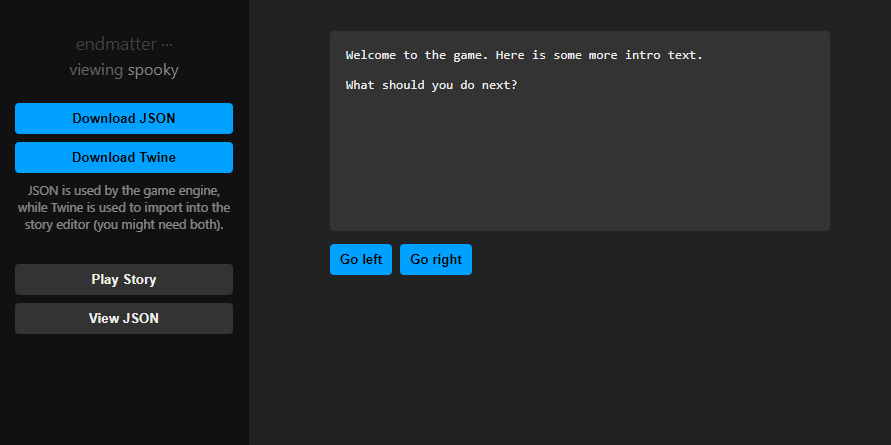 endmatter ···
viewing spooky
Download JSON
Download Twine
JSON is used by the game engine,
while Twine is used to import into the
story editor (you might need both).
Play Story
View JSON
Welcome to the game. Here is some more intro text.
What should you do next?
Go left
Go right